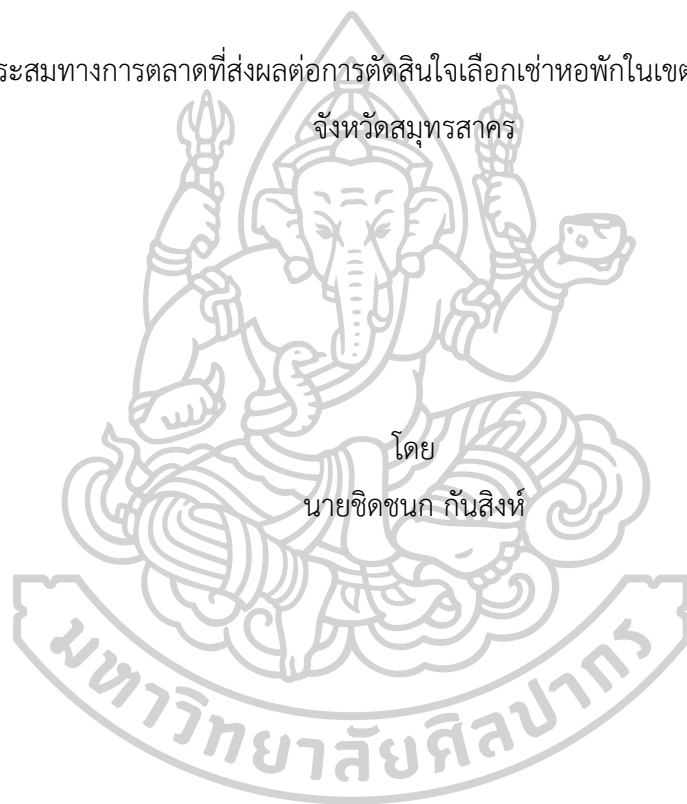 ระสมทางการตลาดที่ส่งผลต่อการตัดสินใจเลือกเช่าหอพักในเขต
จังหวัดสมุทรสาคร
โดย
นายชิดชนก กันสิงห์
มหาวิทยาลัยศิลปากร